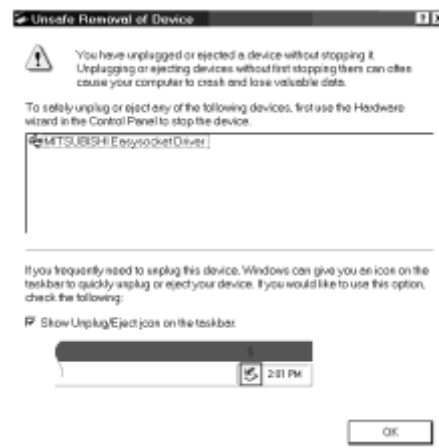 Unsafe Removal of Device
You have unplugged or ejected a device without stopping it.
Unplugging or ejecting devices without first stopping them can often
cause your computer to crash and lose valuable data.
To safely unplug or eject any of the following devices, first use the Hardware
wizard in the Control Panel to stop the device.
MITSUBISHI Easysocket Driver
If you frequently need to unplug this device, Windows can give you an icon on the
taskbar to quickly unplug or eject your device. If you would like to use this option,
check the following:
Show Unplug/Eject icon on the taskbar.
2:01 PM
OK